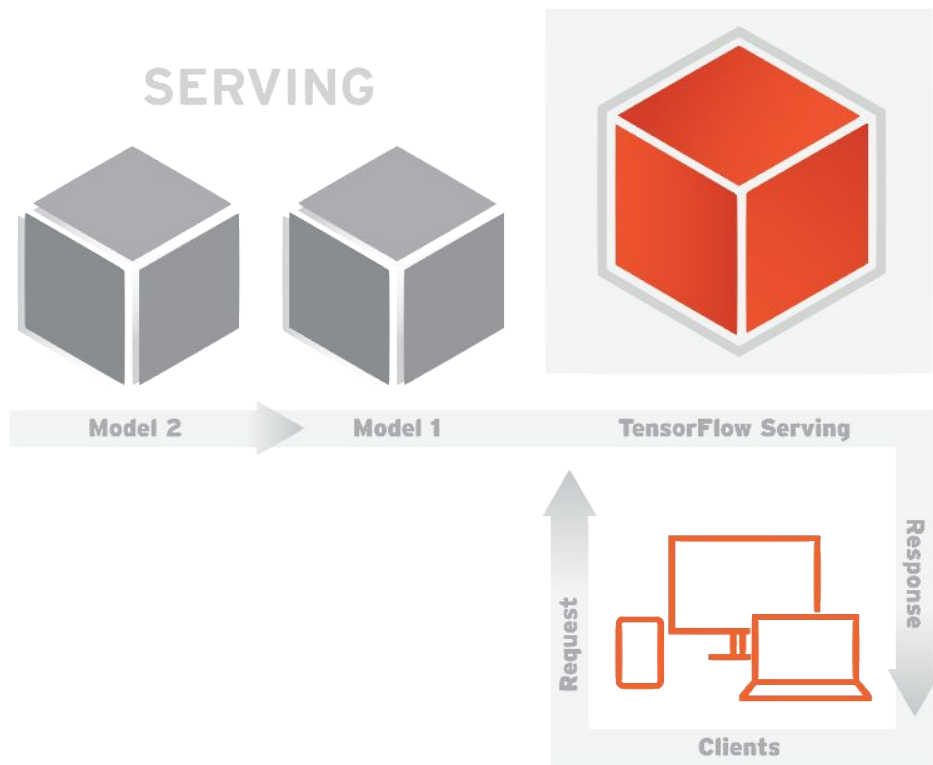 SERVING
Model 2
Model 1
TensorFlow Serving
Request
Response
Clients